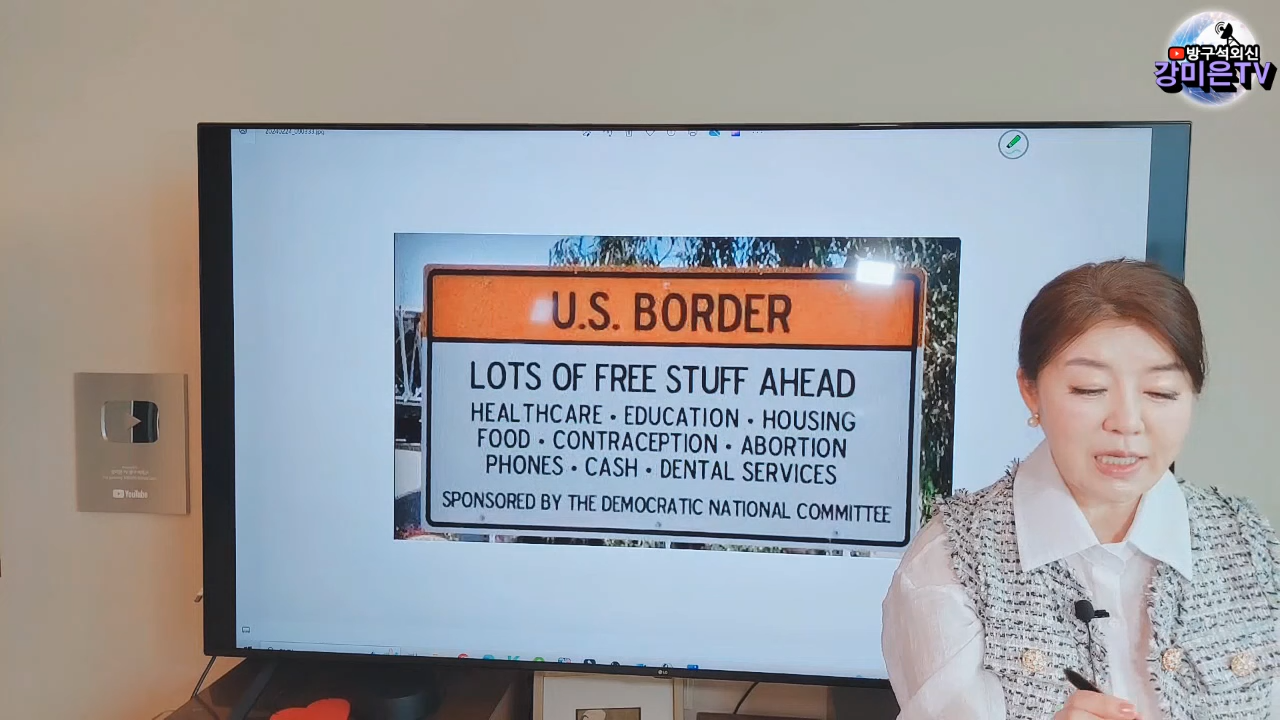 방구석외신
강미은TV
U.S. BORDER
LOTS OF FREE STUFF AHEAD
HEALTHCARE • EDUCATION • HOUSING
FOOD • CONTRACEPTION • ABORTION
PHONES • CASH • DENTAL SERVICES
SPONSORED BY THE DEMOCRATIC NATIONAL COMMITTEE
YouTube
LG